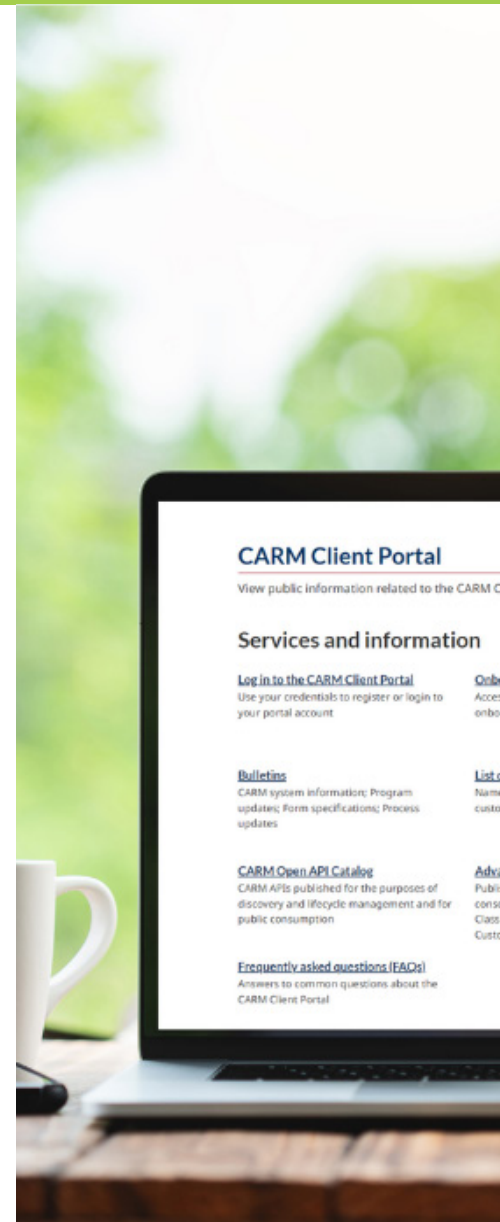 CARM Client Portal
View public information related to the CARM
Services and information
Log in to the CARM Client Portal
Use your credentials to register or login to
your portal account
Bulletins
CARM system information; Program
updates; Form specifications; Process
updates
CARM Open API Catalog
CARM APIs published for the purposes of
discovery and lifecycle management and for
public consumption
Frequently asked questions (FAQs)
Answers to common questions about the
CARM Client Portal
List